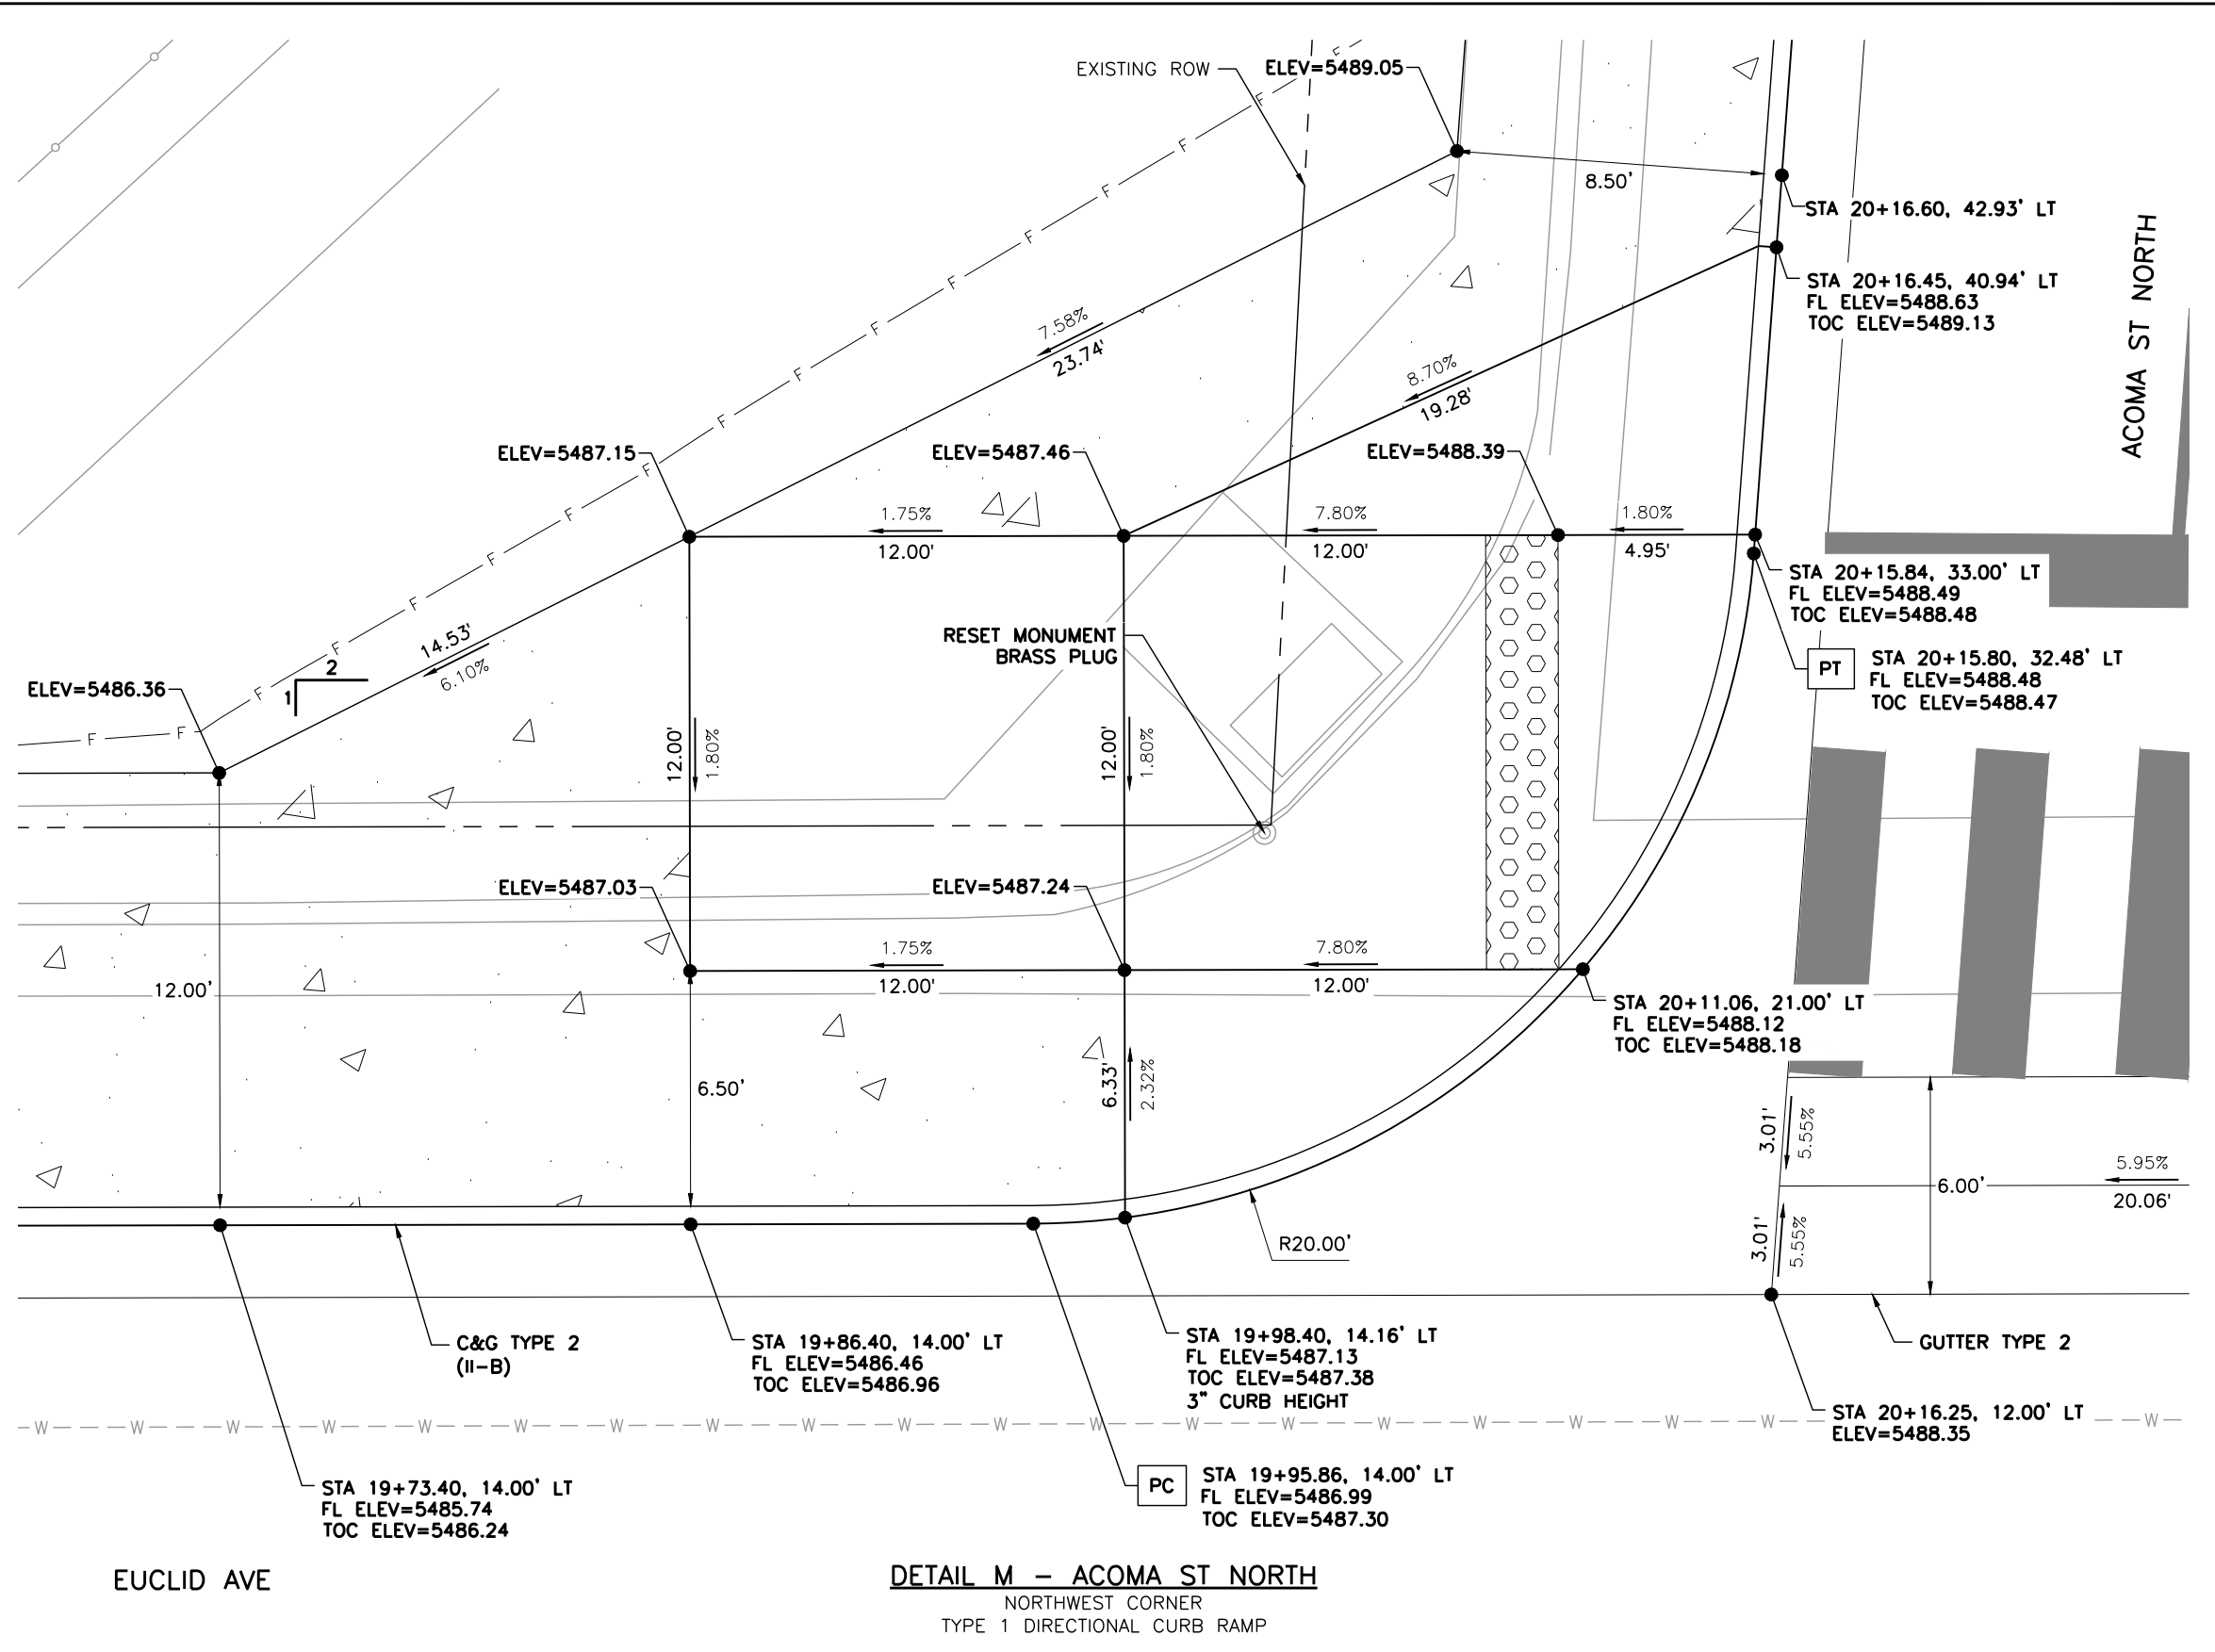 EXISTING ROW
ELEV=5489.05
8.50'
STA 20+16.60, 42.93' LT
STA 20+16.45, 40.94' LT
FL ELEV=5488.63
TOC ELEV=5489.13
ACOMA ST NORTH
7.58%
23.74'
8.70%
19.28'
ELEV=5487.15
ELEV=5487.46
ELEV=5488.39
1.75%
12.00'
7.80%
12.00'
1.80%
4.95'
STA 20+15.84, 33.00' LT
FL ELEV=5488.49
TOC ELEV=5488.48
PT
STA 20+15.80, 32.48' LT
FL ELEV=5488.48
TOC ELEV=5488.47
RESET MONUMENT
BRASS PLUG
14.53'
6.10%
2
1
ELEV=5486.36
12.00'
1.80%
12.00'
1.80%
ELEV=5487.03
ELEV=5487.24
1.75%
12.00'
7.80%
12.00'
12.00'
STA 20+11.06, 21.00' LT
FL ELEV=5488.12
TOC ELEV=5488.18
6.50'
6.33'
2.32%
3.01'
5.55%
3.01'
5.55%
6.00'
5.95%
20.06'
R20.00'
C&G TYPE 2
(II-B)
STA 19+86.40, 14.00' LT
FL ELEV=5486.46
TOC ELEV=5486.96
STA 19+98.40, 14.16' LT
FL ELEV=5487.13
TOC ELEV=5487.38
3" CURB HEIGHT
GUTTER TYPE 2
STA 20+16.25, 12.00' LT
ELEV=5488.35
STA 19+73.40, 14.00' LT
FL ELEV=5485.74
TOC ELEV=5486.24
PC
STA 19+95.86, 14.00' LT
FL ELEV=5486.99
TOC ELEV=5487.30
F F F F F F F F F F F F F F F F F
W W W W W W W W W W W W W W W W W W W W
EUCLID AVE
DETAIL M - ACOMA ST NORTH
NORTHWEST CORNER
TYPE 1 DIRECTIONAL CURB RAMP